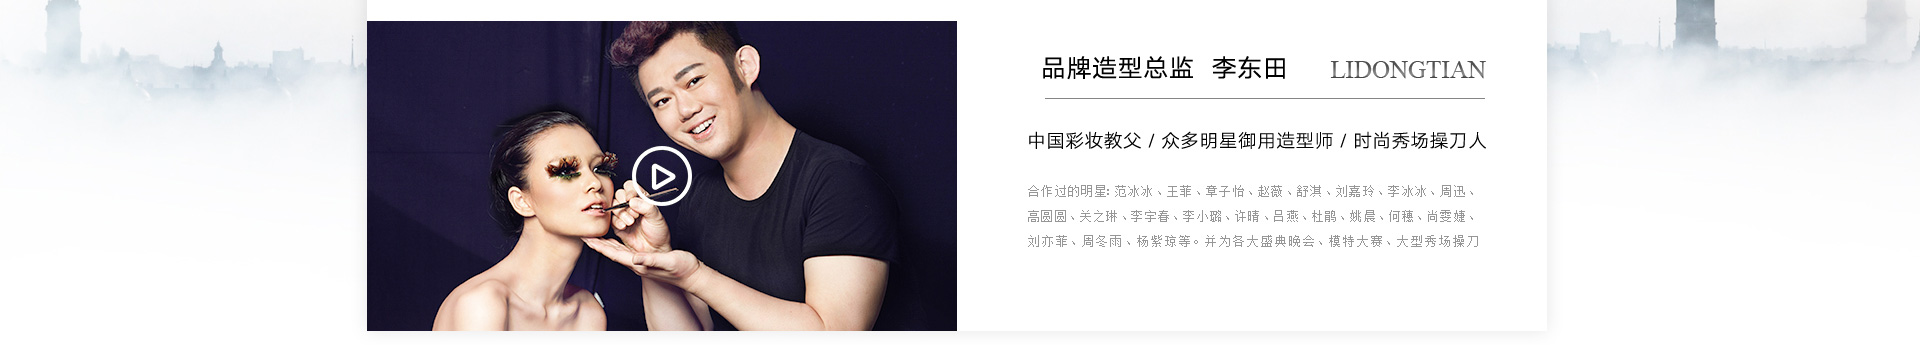 品牌造型总监 李东田 LIDONGTIAN
中国彩妆教父 / 众多明星御用造型师 / 时尚秀场操刀人
合作过的明星: 范冰冰、王菲、章子怡、赵薇、舒淇、刘嘉玲、李冰冰、周迅、
高圆圆、关之琳、李宇春、李小璐、许晴、吕燕、杜鹃、姚晨、何穗、尚雯婕、
刘亦菲、周冬雨、杨紫琼等。并为各大盛典晚会、模特大赛、大型秀场操刀